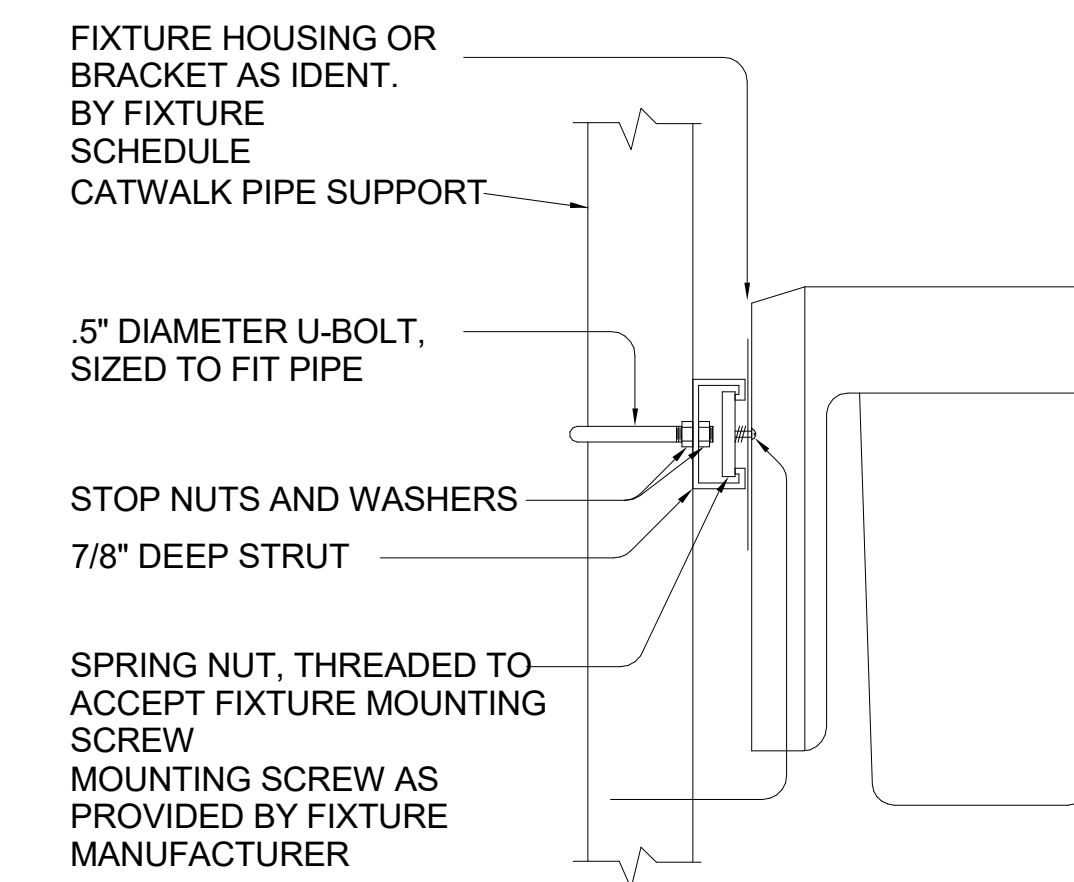 FIXTURE HOUSING OR
BRACKET AS IDENT.
BY FIXTURE
SCHEDULE
CATWALK PIPE SUPPORT
.5" DIAMETER U-BOLT,
SIZED TO FIT PIPE
STOP NUTS AND WASHERS
7/8" DEEP STRUT
SPRING NUT, THREADED TO
ACCEPT FIXTURE MOUNTING
SCREW
MOUNTING SCREW AS
PROVIDED BY FIXTURE
MANUFACTURER